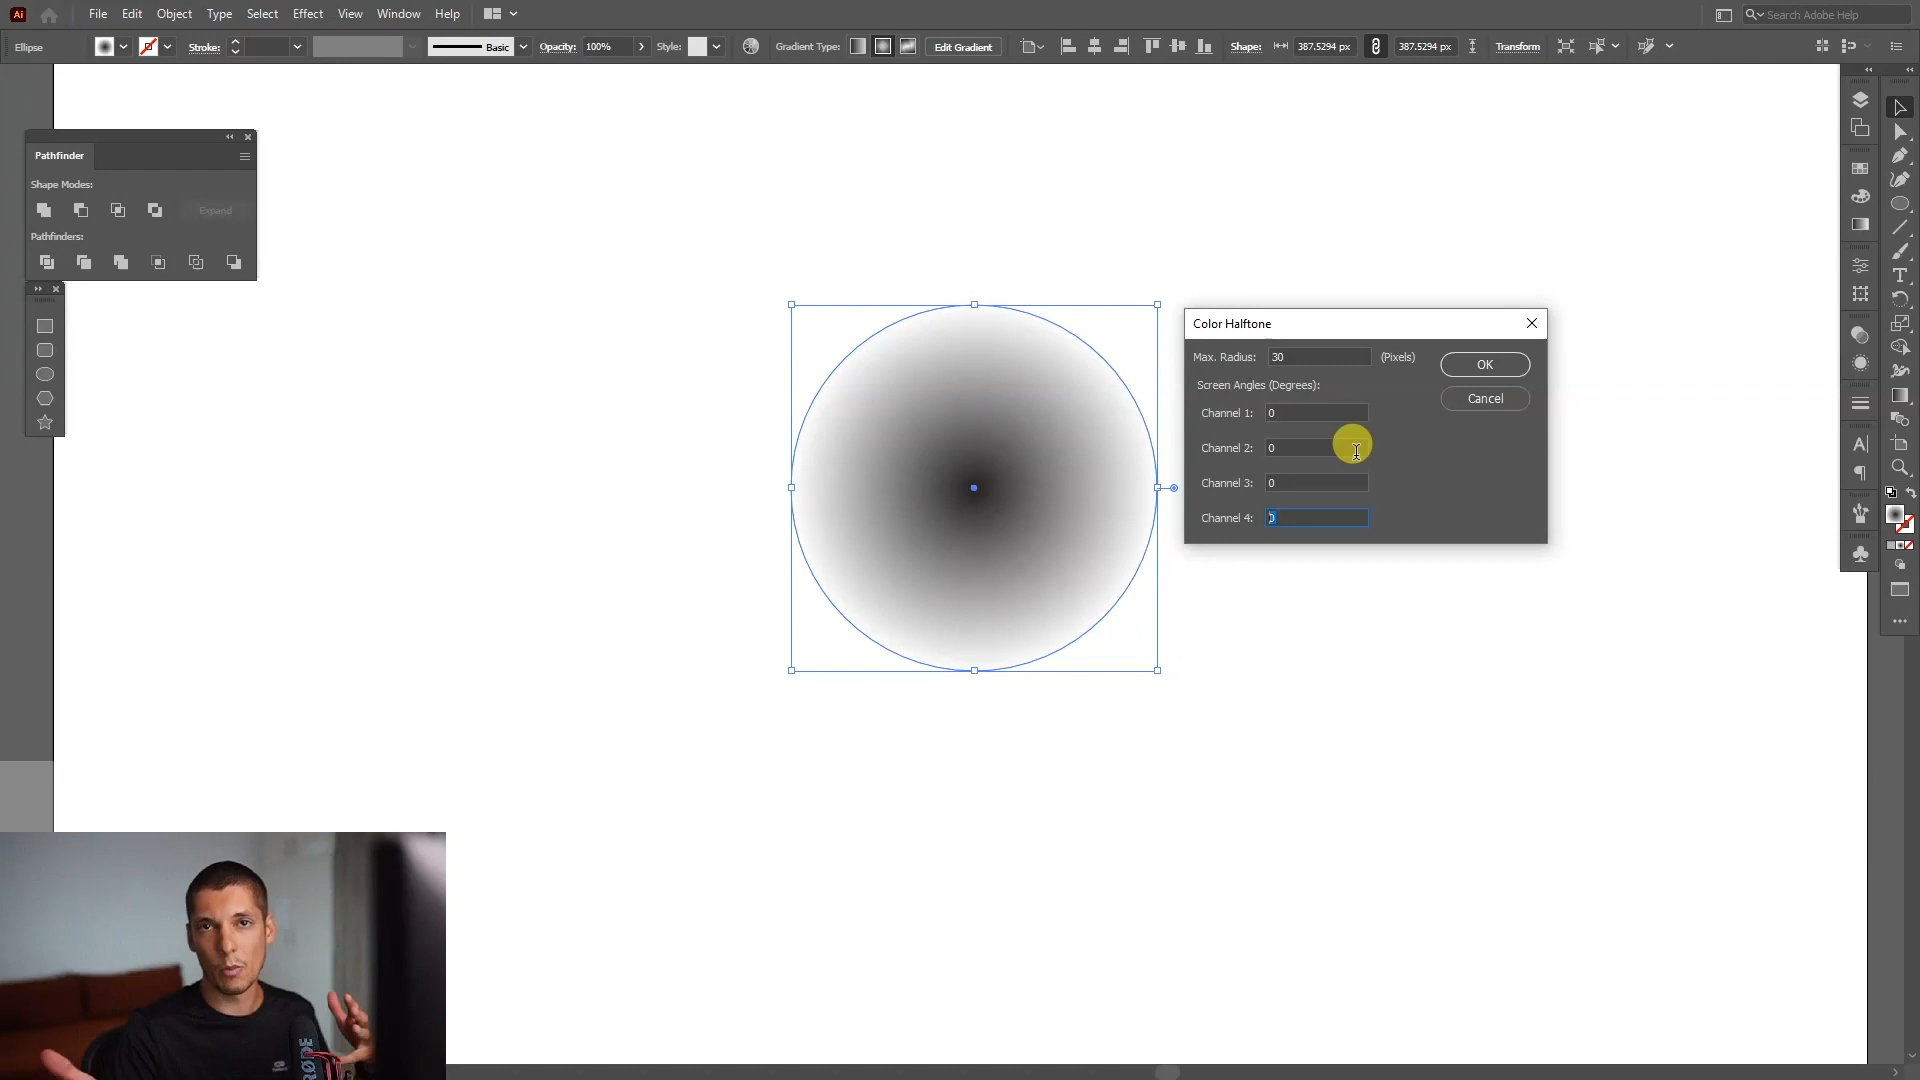 Ai File Edit Object Type Select Effect View Window Help Search Adobe Help
Ellipse Stroke: Basic Opacity: 100% Style: Gradient Type: Edit Gradient Shape: 387.5294 px 387.5294 px Transform
Pathfinder
Shape Modes:
Expand
Pathfinders:
Color Halftone
Max. Radius: 30 (Pixels) OK
Screen Angles (Degrees):
Cancel
Channel 1: 0
Channel 2: 0
Channel 3: 0
Channel 4: 0
RØDE